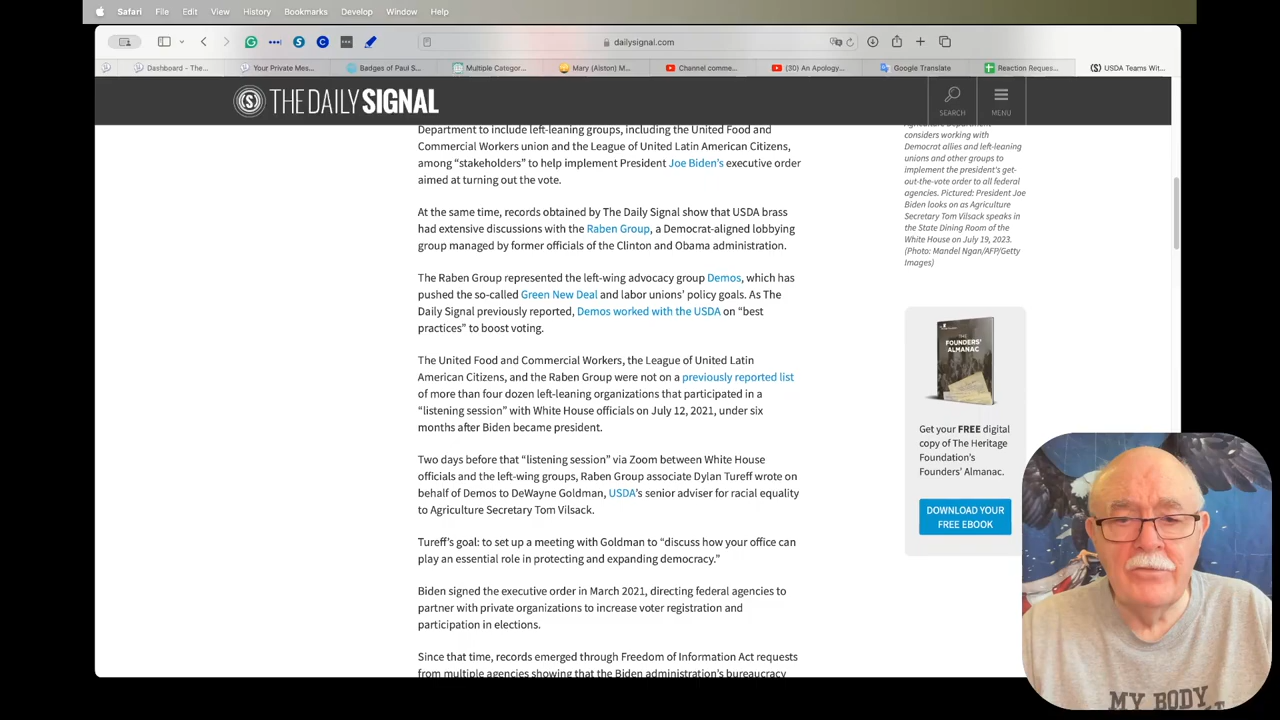 Safari File Edit View History Bookmarks Develop Window Help
dailysignal.com
Dashboard - The... Your Private Mes... Badges of Paul S... Multiple Categor... Mary (Alston) M... Channel comme... (30) An Apology... Google Translate Reaction Reques... USDA Teams Wit...
THE DAILY SIGNAL
SEARCH
MENU
Department to include left-leaning groups, including the United Food and
Commercial Workers union and the League of United Latin American Citizens,
among “stakeholders” to help implement President Joe Biden’s executive order
aimed at turning out the vote.
At the same time, records obtained by The Daily Signal show that USDA brass
had extensive discussions with the Raben Group, a Democrat-aligned lobbying
group managed by former officials of the Clinton and Obama administration.
The Raben Group represented the left-wing advocacy group Demos, which has
pushed the so-called Green New Deal and labor unions’ policy goals. As The
Daily Signal previously reported, Demos worked with the USDA on “best
practices” to boost voting.
The United Food and Commercial Workers, the League of United Latin
American Citizens, and the Raben Group were not on a previously reported list
of more than four dozen left-leaning organizations that participated in a
“listening session” with White House officials on July 12, 2021, under six
months after Biden became president.
Two days before that “listening session” via Zoom between White House
officials and the left-wing groups, Raben Group associate Dylan Tureff wrote on
behalf of Demos to DeWayne Goldman, USDA’s senior adviser for racial equality
to Agriculture Secretary Tom Vilsack.
Tureff’s goal: to set up a meeting with Goldman to “discuss how your office can
play an essential role in protecting and expanding democracy.”
Biden signed the executive order in March 2021, directing federal agencies to
partner with private organizations to increase voter registration and
participation in elections.
Since that time, records emerged through Freedom of Information Act requests
from multiple agencies showing that the Biden administration’s bureaucracy
Agriculture Department
considers working with
Democrat allies and left-leaning
unions and other groups to
implement the president's get-
out-the-vote order to all federal
agencies. Pictured: President Joe
Biden looks on as Agriculture
Secretary Tom Vilsack speaks in
the State Dining Room of the
White House on July 19, 2023.
(Photo: Mandel Ngan/AFP/Getty
Images)
THE
FOUNDERS'
ALMANAC
Get your FREE digital
copy of The Heritage
Foundation's
Founders' Almanac.
DOWNLOAD YOUR
FREE EBOOK
MY BODY